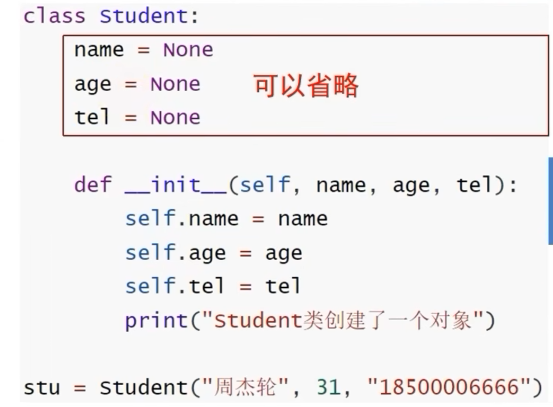 class Student:
name = None
age = None 可以省略
tel = None
def __init__(self, name, age, tel):
self.name = name
self.age = age
self.tel = tel
print("Student类创建了一个对象")
stu = Student("周杰轮", 31, "18500006666")